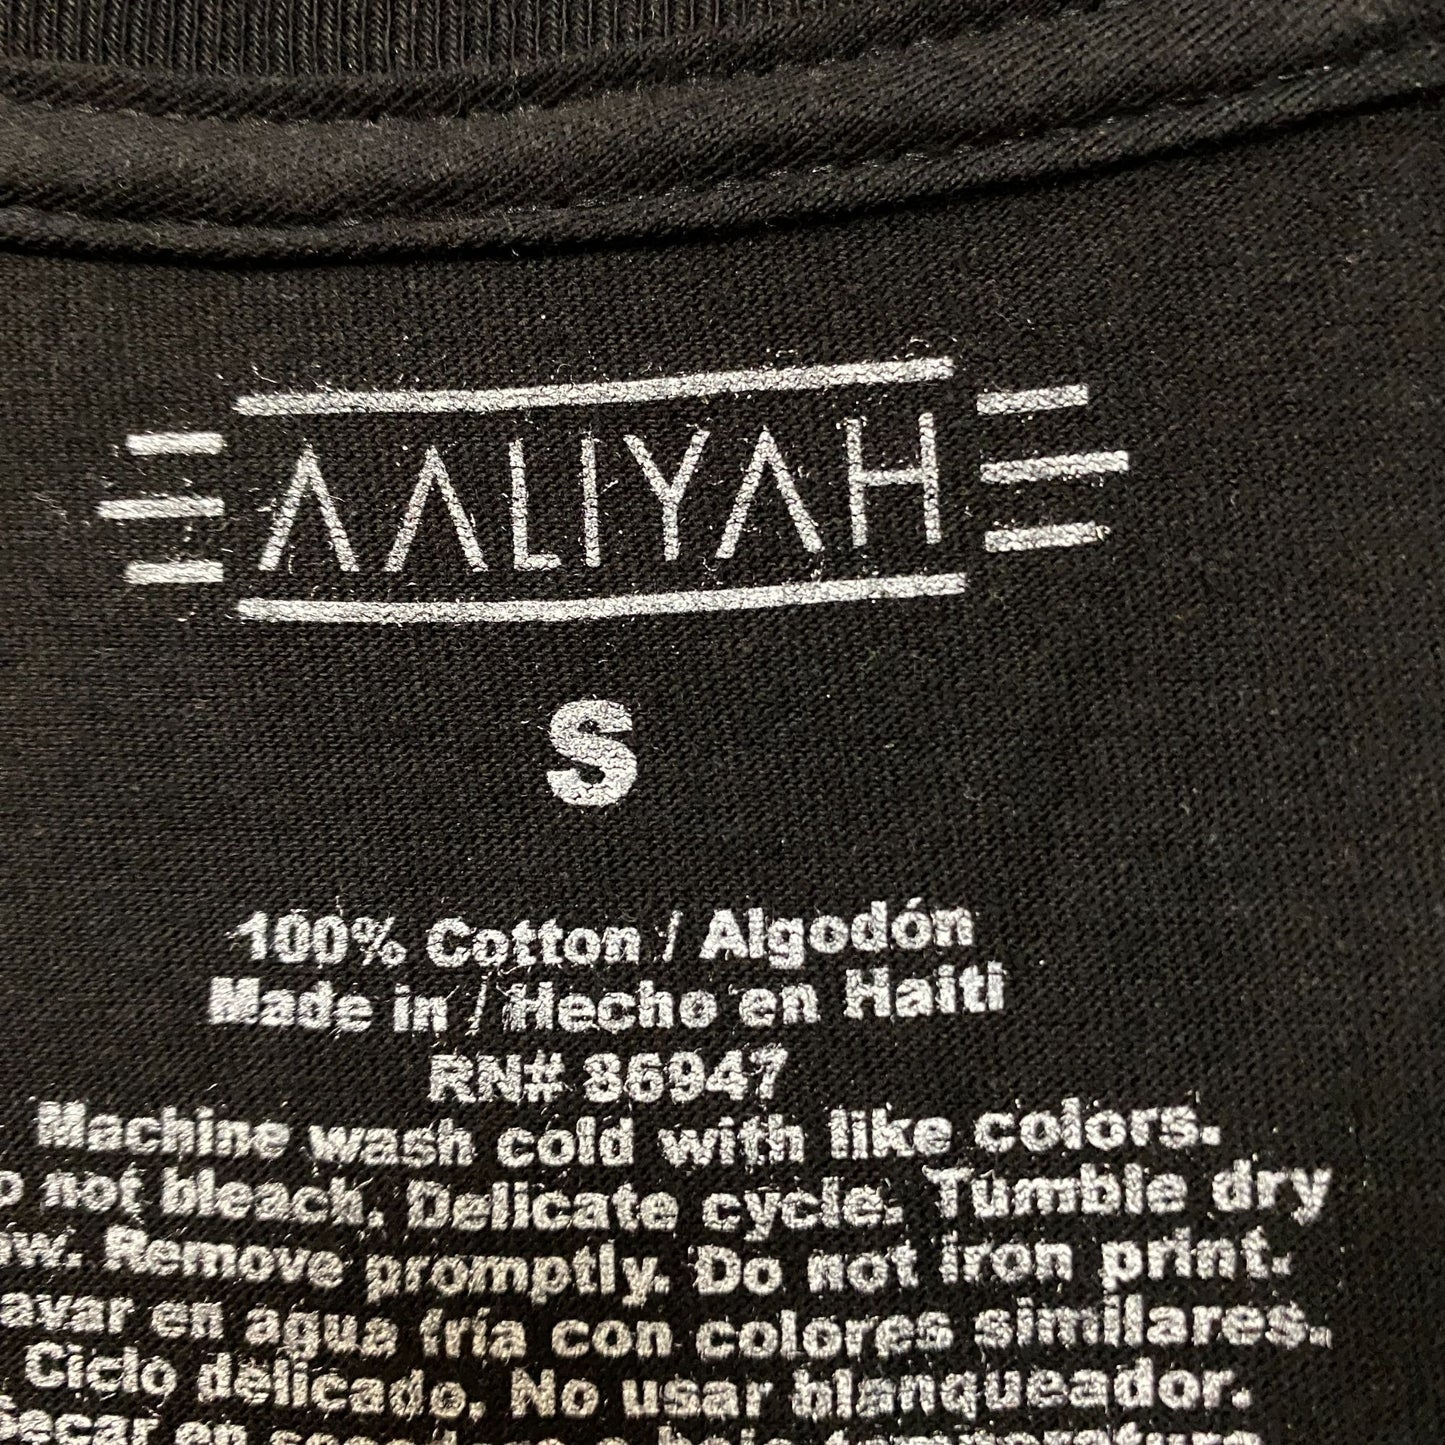 AALIYAH
S
100% Cotton / Algodón
Made in / Hecho en Haiti
RN# 86947
Machine wash cold with like colors.
not bleach. Delicate cycle. Tumble dry
Remove promptly. Do not iron print.
en agua fría con colores similares.
Ciclo delicado. No usar blanqueador.
en